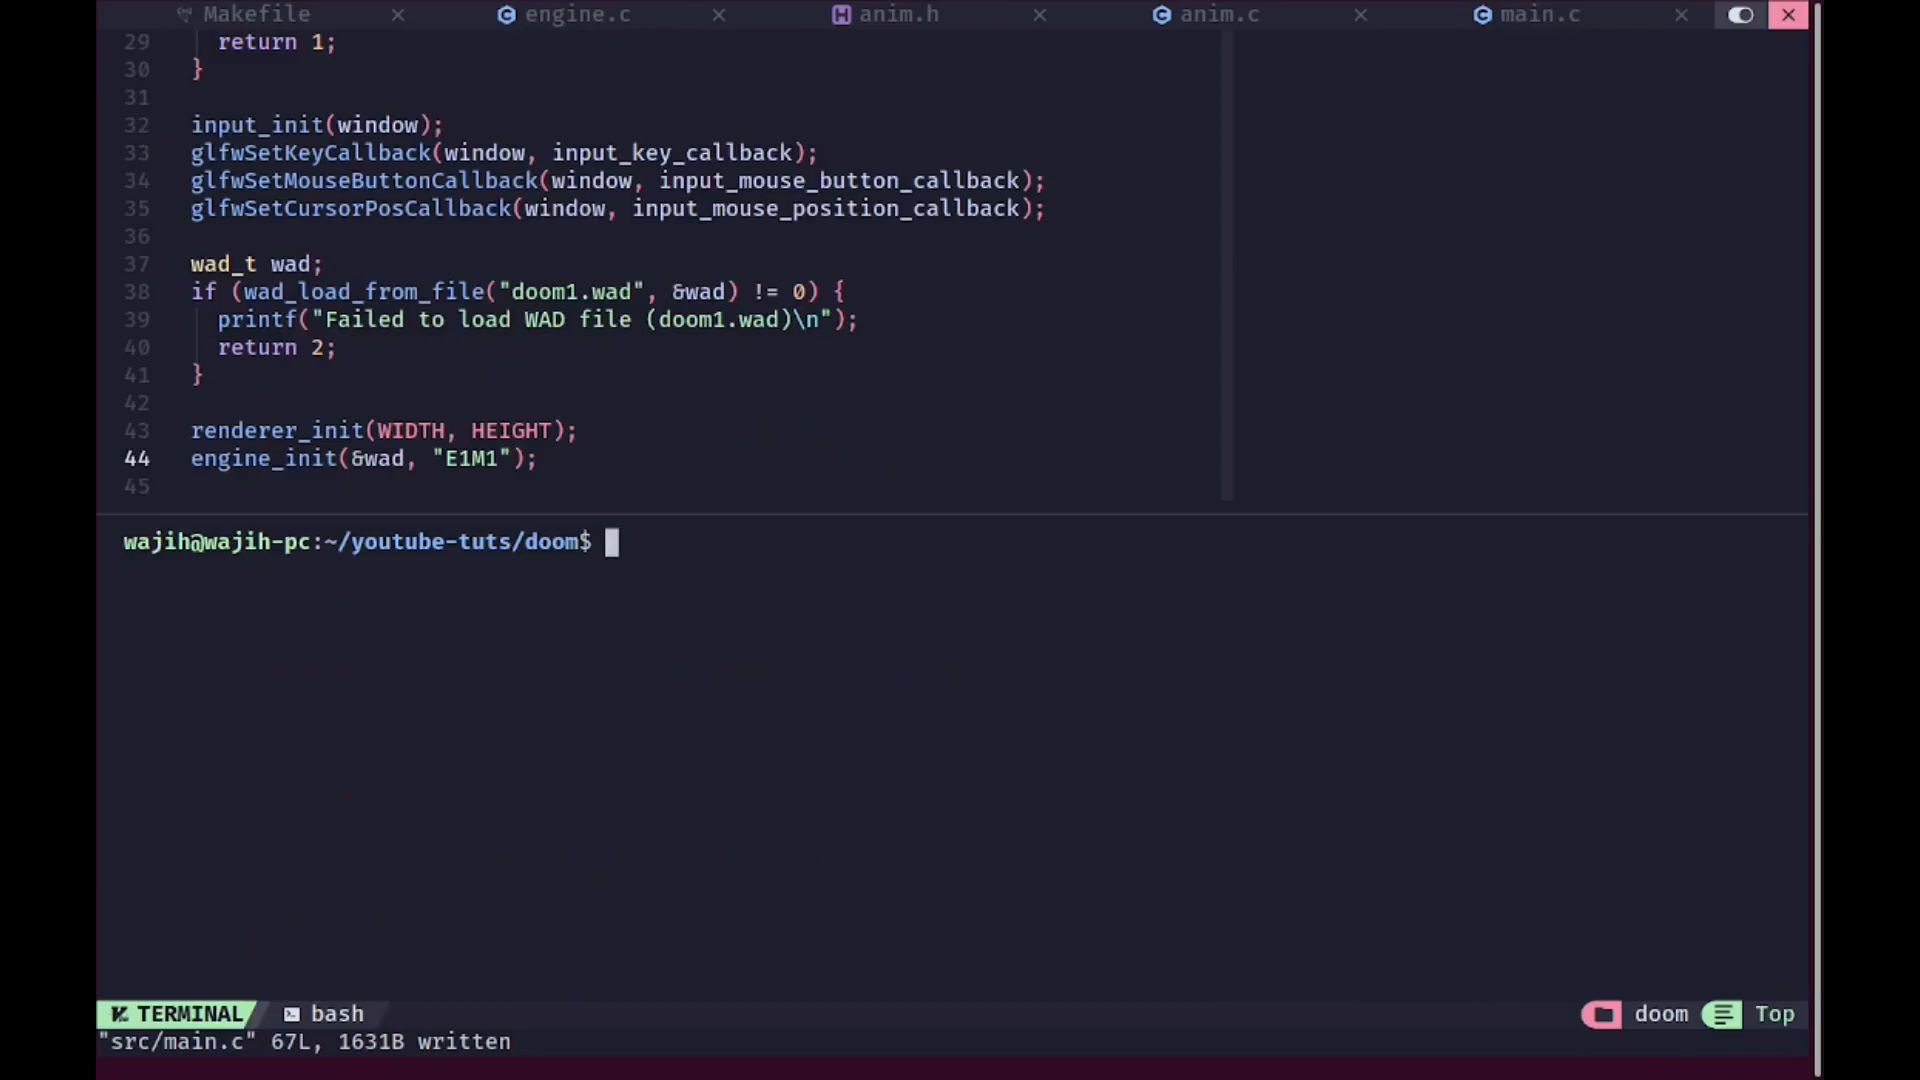 Makefile engine.c anim.h anim.c main.c
29 return 1;
30 }
31
32 input_init(window);
33 glfwSetKeyCallback(window, input_key_callback);
34 glfwSetMouseButtonCallback(window, input_mouse_button_callback);
35 glfwSetCursorPosCallback(window, input_mouse_position_callback);
36
37 wad_t wad;
38 if (wad_load_from_file("doom1.wad", &wad) != 0) {
39 printf("Failed to load WAD file (doom1.wad)\n");
40 return 2;
41 }
42
43 renderer_init(WIDTH, HEIGHT);
44 engine_init(&wad, "E1M1");
45
wajih@wajih-pc:~/youtube-tuts/doom$
TERMINAL bash doom Top
"src/main.c" 67L, 1631B written